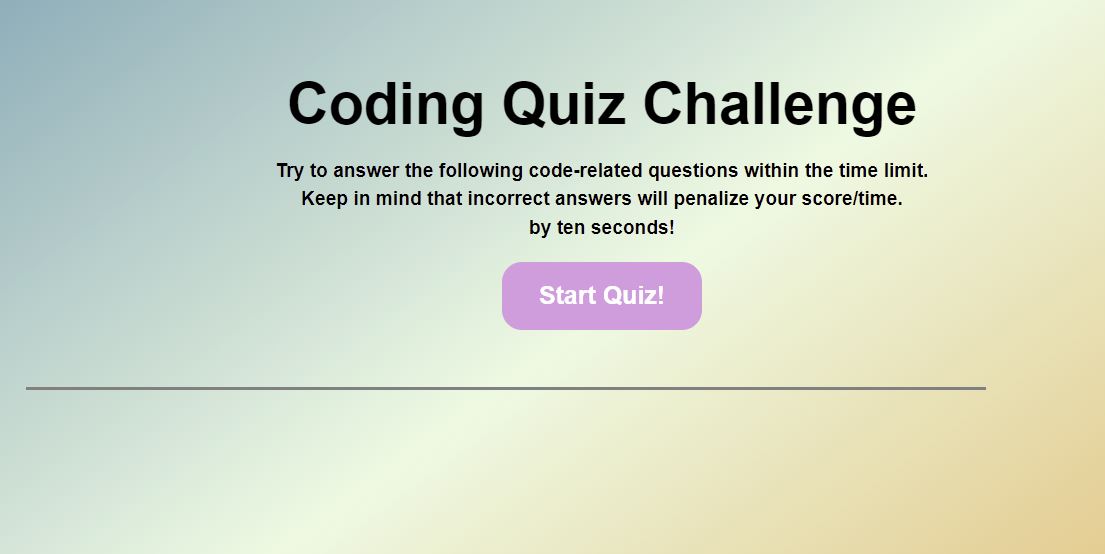 Coding Quiz Challenge
Try to answer the following code-related questions within the time limit.
Keep in mind that incorrect answers will penalize your score/time.
by ten seconds!
Start Quiz!